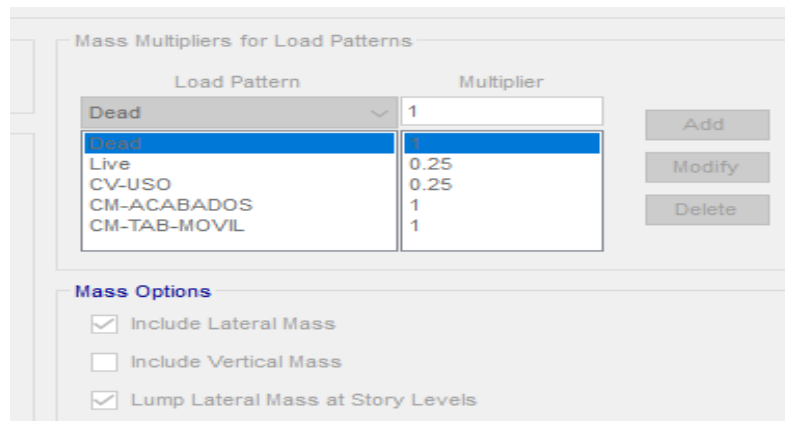 Mass Multipliers for Load Patterns
Load Pattern Multiplier
Dead 1
Add
Dead 1
Live 0.25
Modify
CV-USO 0.25
CM-ACABADOS 1
Delete
CM-TAB-MOVIL 1
Mass Options
Include Lateral Mass
Include Vertical Mass
Lump Lateral Mass at Story Levels